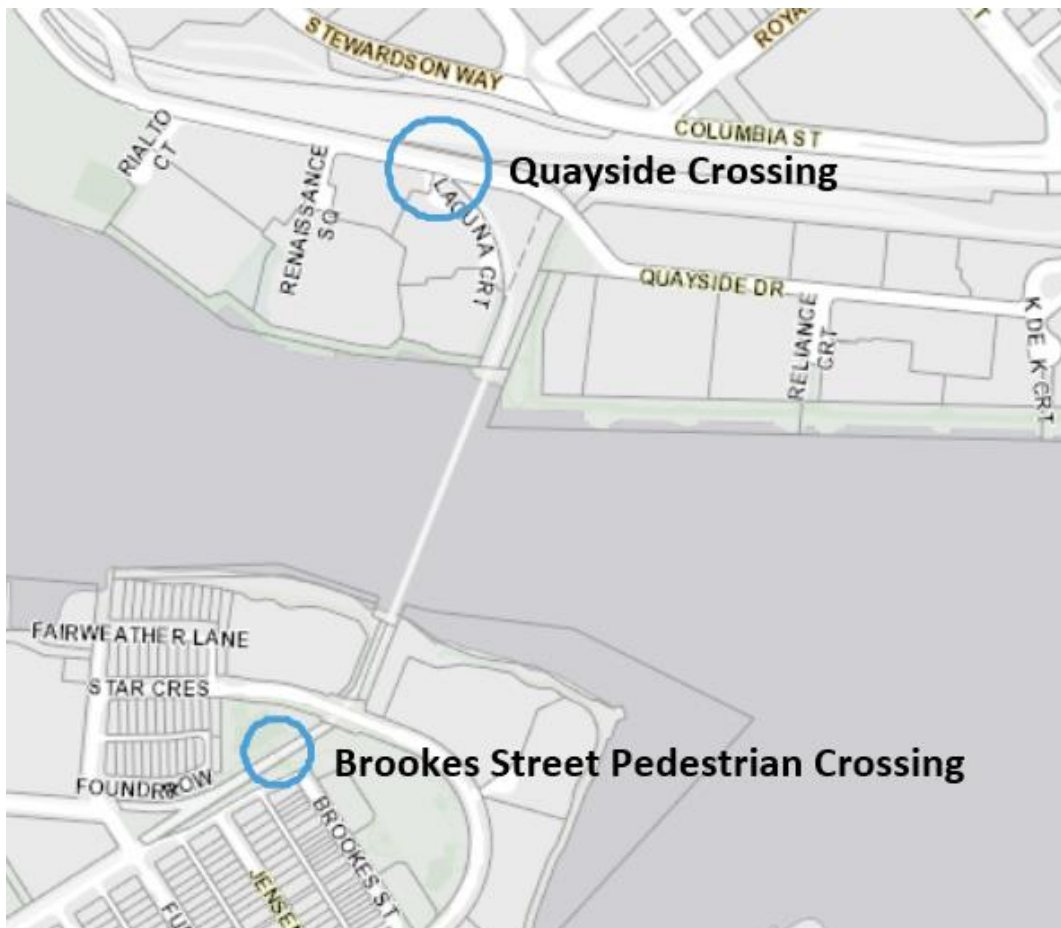 STEWARDSON WAY
COLUMBIA ST
RIALTO
CT
RENAISSANCE
SQ
LAGUNA CRT
Quayside Crossing
QUAYSIDE DR
RELIANCE
CRT
K DE K CRT
FAIRWEATHER LANE
STAR CRES
Brookes Street Pedestrian Crossing
BROOKES ST